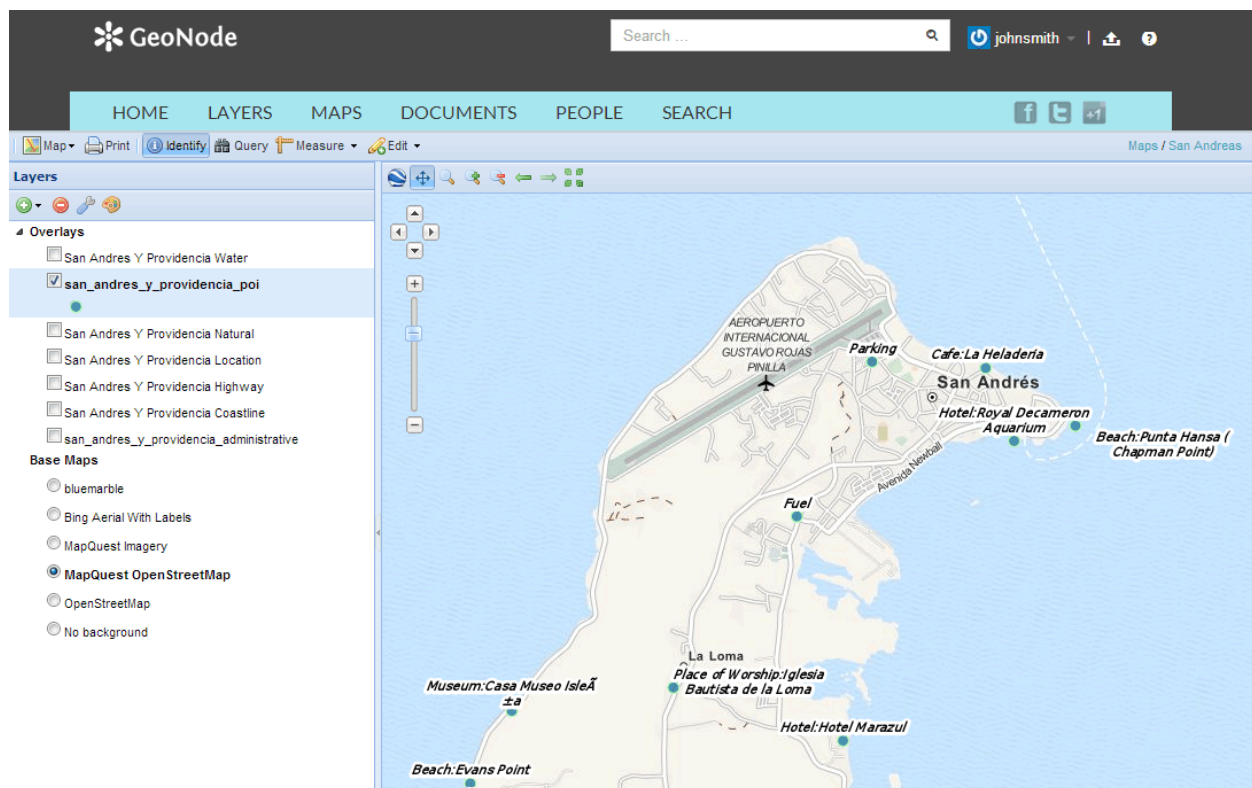 GeoNode
Search ...
johnsmith
HOME LAYERS MAPS DOCUMENTS PEOPLE SEARCH
Map Print Identify Query Measure Edit
Maps / San Andreas
Layers
Overlays
San Andres Y Providencia Water
san_andres_y_providencia_poi
San Andres Y Providencia Natural
San Andres Y Providencia Location
San Andres Y Providencia Highway
San Andres Y Providencia Coastline
san_andres_y_providencia_administrative
Base Maps
bluemarble
Bing Aerial With Labels
MapQuest Imagery
MapQuest OpenStreetMap
OpenStreetMap
No background
AEROPUERTO
INTERNACIONAL
GUSTAVO ROJAS
PINILLA
Parking
Cafe:La Heladeria
San Andrés
Hotel:Royal Decameron
Aquarium
Beach:Punta Hansa (
Chapman Point)
Avenida Newball
Fuel
La Loma
Place of Worship:Iglesia
Bautista de la Loma
Museum:Casa Museo IsleÃ
±a
Hotel:Hotel Marazul
Beach:Evans Point